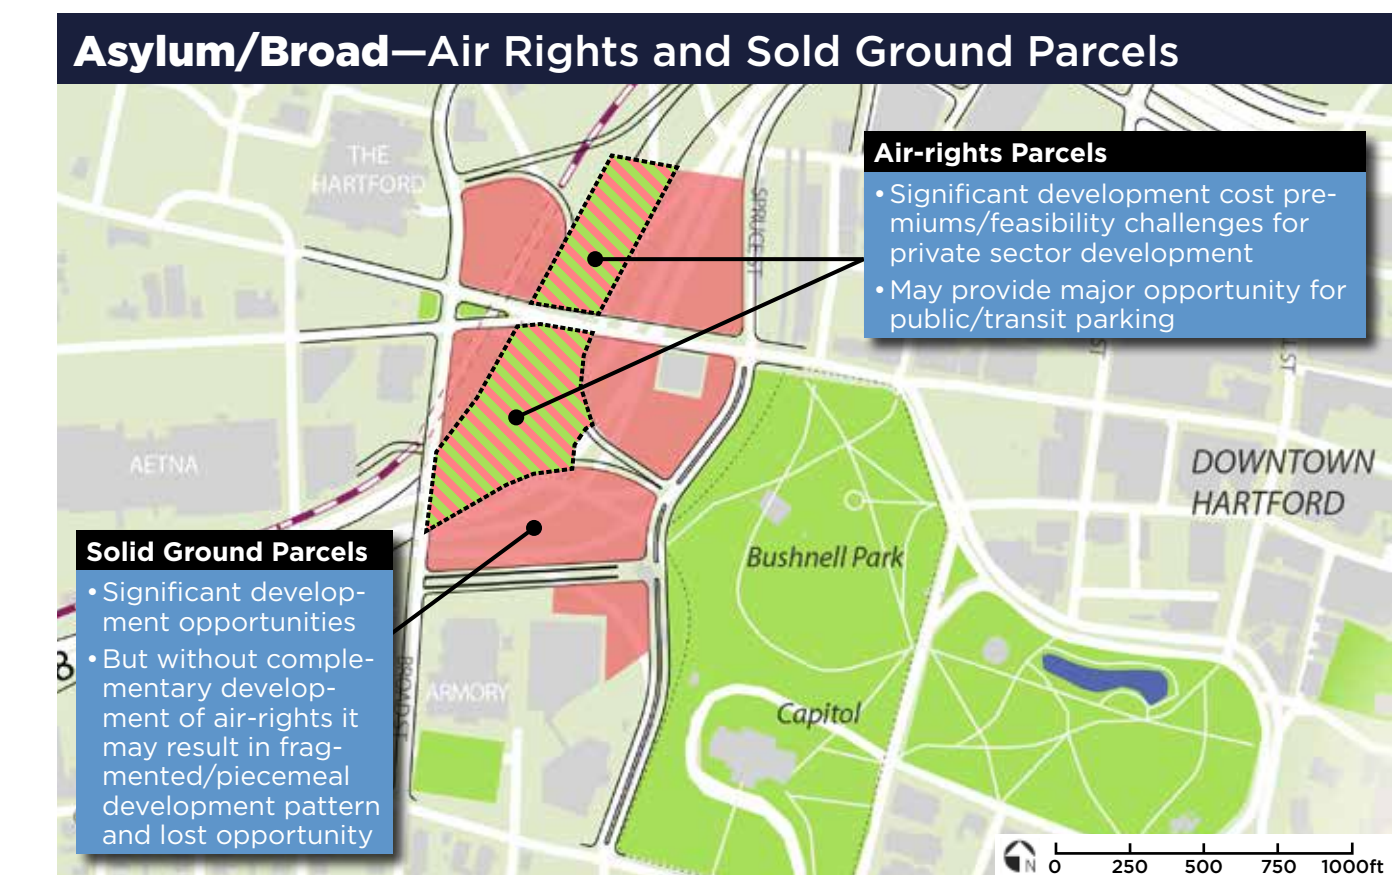 Asylum/Broad—Air Rights and Sold Ground Parcels
THE
HARTFORD
SPRUCE ST
Air-rights Parcels
•Significant development cost pre-
miums/feasibility challenges for
private sector development
•May provide major opportunity for
public/transit parking
ST
ST
AETNA
DOWNTOWN
HARTFORD
Solid Ground Parcels
•Significant develop-
ment opportunities
•But without comple-
mentary develop-
ment of air-rights it
may result in frag-
mented/piecemeal
development pattern
and lost opportunity
Bushnell Park
BROAD ST
ARMORY
Capitol
N
0 250 500 750 1000ft